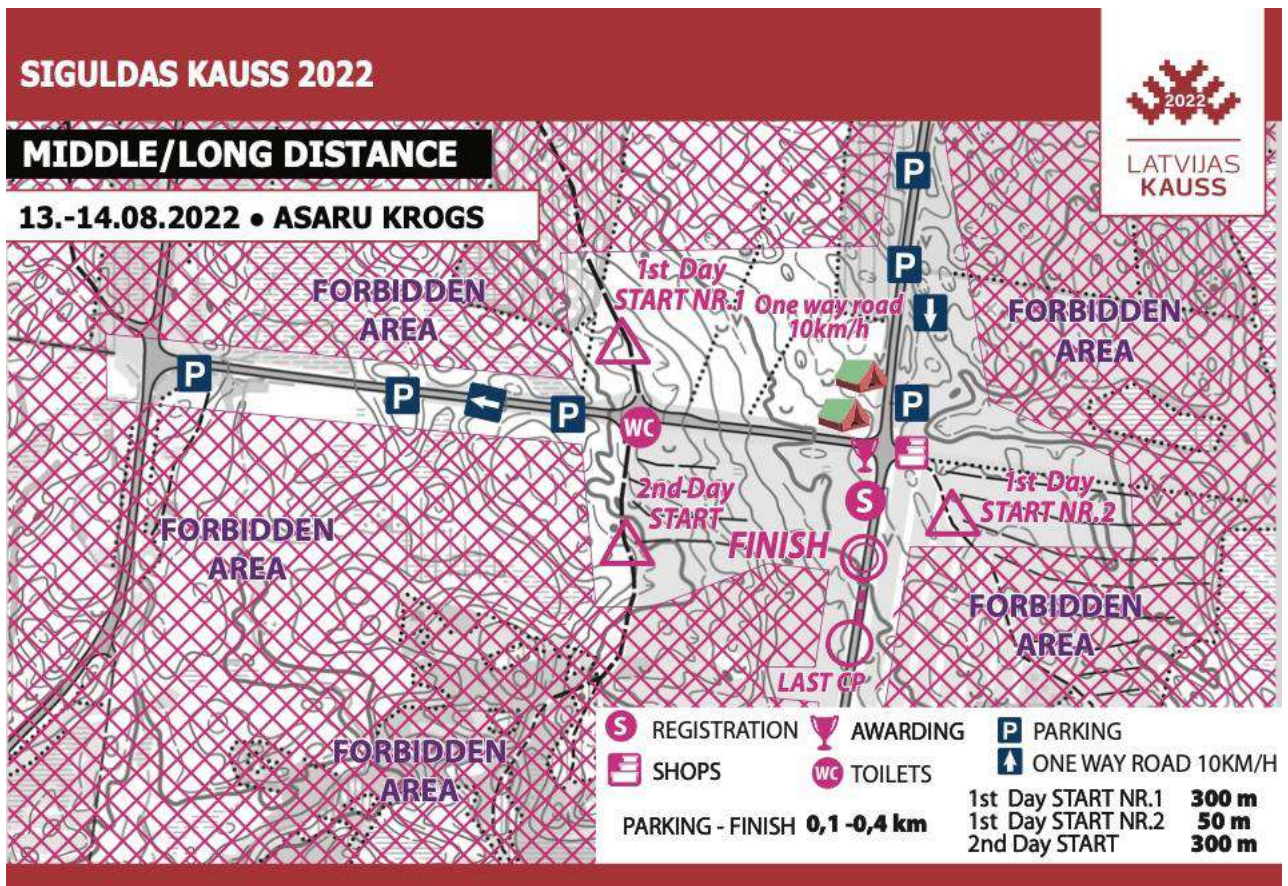 SIGULDAS KAUSS 2022
2022
LATVIJAS
KAUSS
MIDDLE/LONG DISTANCE
13.-14.08.2022 • ASARU KROGS
P
P
1st Day
START NR.1
One way road
10km/h
FORBIDDEN
AREA
FORBIDDEN
AREA
P
P
P
P
WC
2nd Day
START
1st Day
START NR.2
S
FINISH
FORBIDDEN
AREA
FORBIDDEN
AREA
LAST CP
FORBIDDEN
AREA
S REGISTRATION
AWARDING
P PARKING
SHOPS
WC TOILETS
ONE WAY ROAD 10KM/H
PARKING - FINISH 0,1 -0,4 km
1st Day START NR.1 300 m
1st Day START NR.2 50 m
2nd Day START 300 m